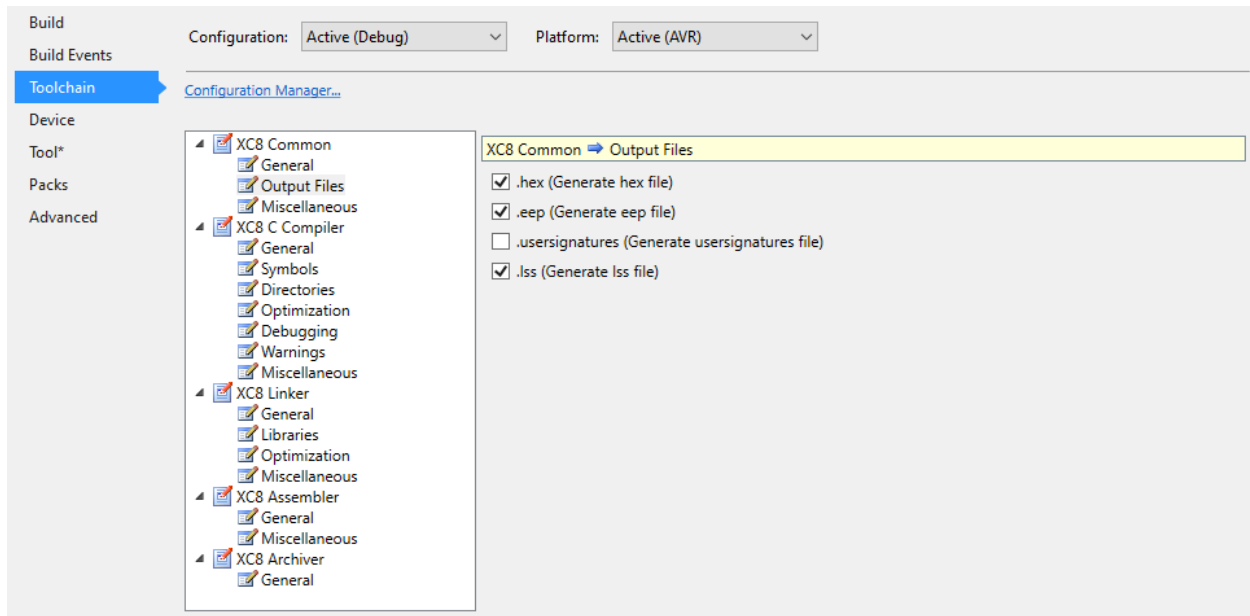 Build
Build Events
Toolchain
Device
Tool*
Packs
Advanced
Configuration: Active (Debug) Platform: Active (AVR)
Configuration Manager...
XC8 Common
General
Output Files
Miscellaneous
XC8 C Compiler
General
Symbols
Directories
Optimization
Debugging
Warnings
Miscellaneous
XC8 Linker
General
Libraries
Optimization
Miscellaneous
XC8 Assembler
General
Miscellaneous
XC8 Archiver
General
XC8 Common ➡ Output Files
.hex (Generate hex file)
.eep (Generate eep file)
.usersignatures (Generate usersignatures file)
.lss (Generate lss file)